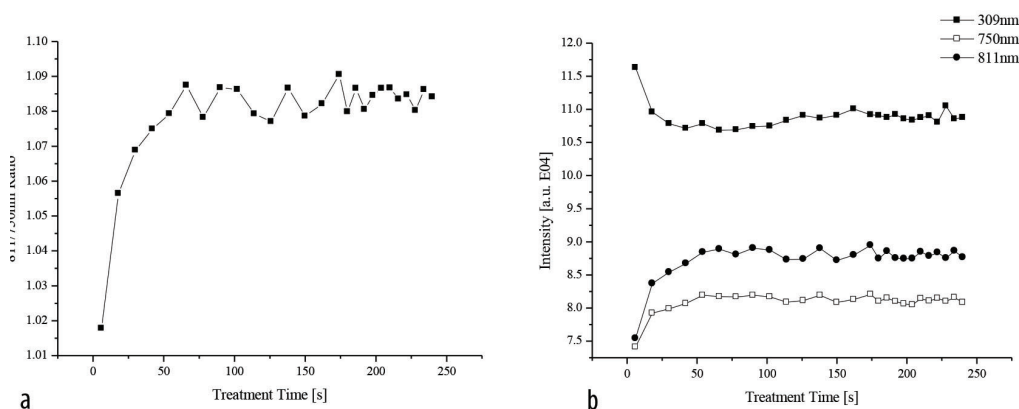 1.10
1.09
1.08
1.07
1.06
1.05
1.04
1.03
1.02
1.01
811/750nm Ratio
0 50 100 150 200 250
Treatment Time [s]
a
309nm
750nm
811nm
12.0
11.5
11.0
10.5
10.0
9.5
9.0
8.5
8.0
7.5
Intensity [a.u. E04]
0 50 100 150 200 250
Treatment Time [s]
b